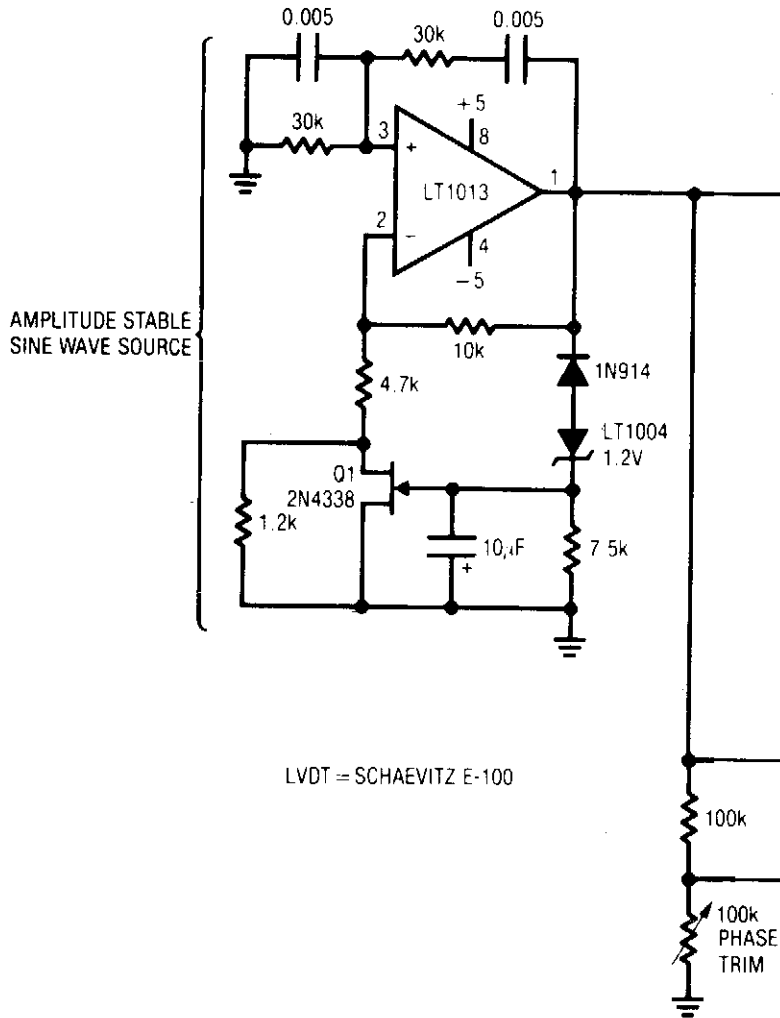 0.005
30k
0.005
30k
3
+
+5
8
1
LT1013
2
−
4
−5
AMPLITUDE STABLE
SINE WAVE SOURCE
10k
4.7k
1N914
LT1004
1.2V
Q1
2N4338
1.2k
10µF
+
7 5k
LVDT = SCHAEVITZ E-100
100k
100k
PHASE
TRIM